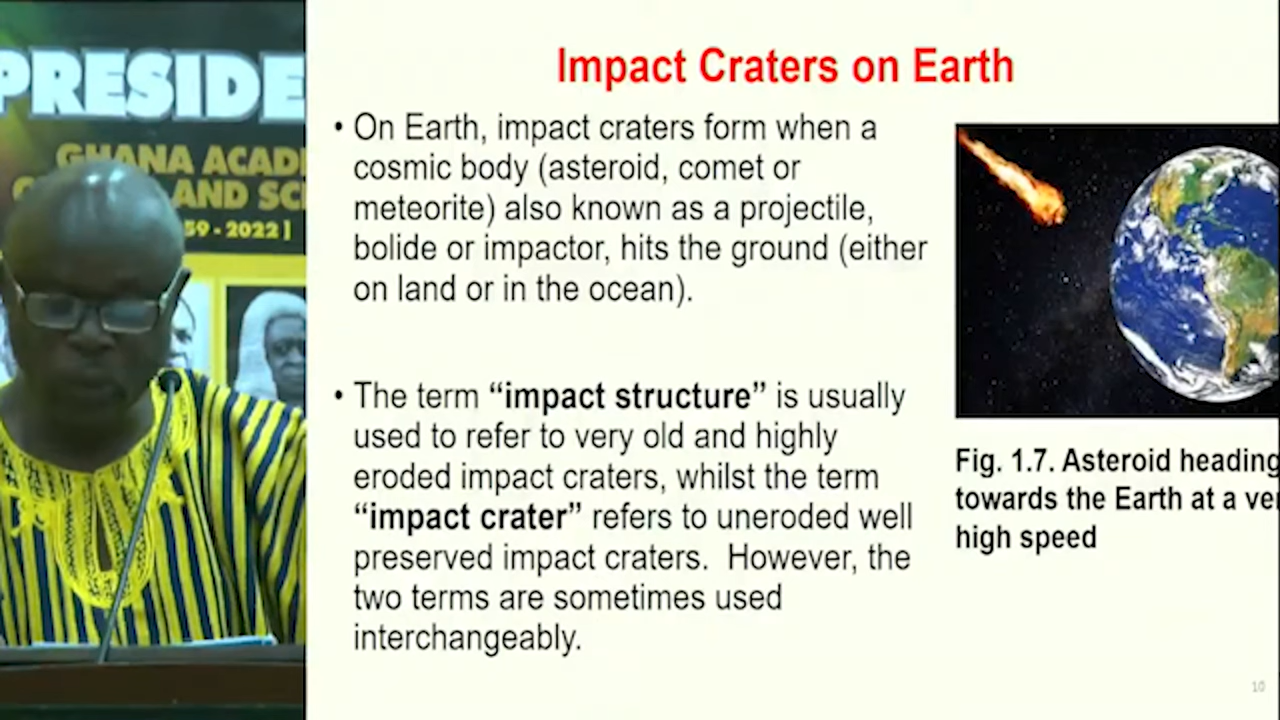 PRESIDE
GHANA ACADE
AND SCI
59 - 2022 ]
Impact Craters on Earth
• On Earth, impact craters form when a
cosmic body (asteroid, comet or
meteorite) also known as a projectile,
bolide or impactor, hits the ground (either
on land or in the ocean).
• The term “impact structure” is usually
used to refer to very old and highly
eroded impact craters, whilst the term
“impact crater” refers to uneroded well
preserved impact craters. However, the
two terms are sometimes used
interchangeably.
Fig. 1.7. Asteroid heading
towards the Earth at a ve
high speed
10